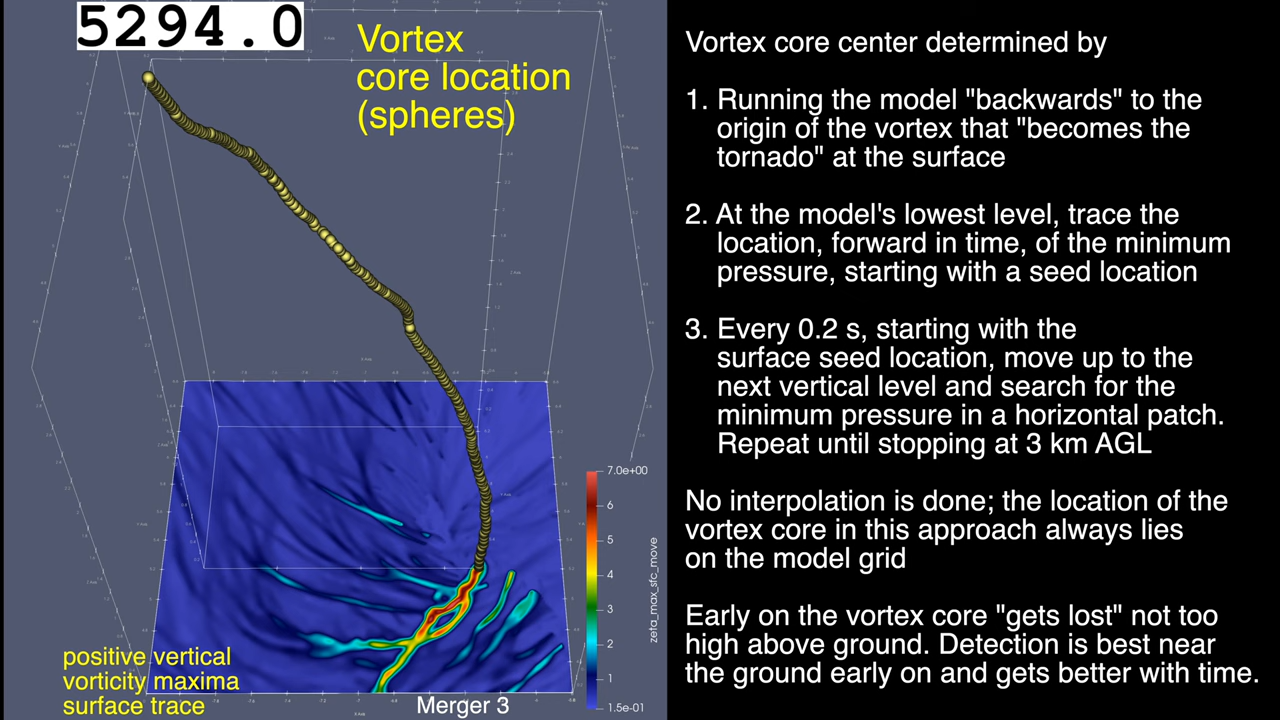 5294.0
Vortex
core location
(spheres)
7.0e+00
6
5
4
3
2
1
1.5e-01
zeta_max_sfc_move
positive vertical
vorticity maxima
surface trace
Merger 3
Vortex core center determined by
1. Running the model "backwards" to the
origin of the vortex that "becomes the
tornado" at the surface
2. At the model's lowest level, trace the
location, forward in time, of the minimum
pressure, starting with a seed location
3. Every 0.2 s, starting with the
surface seed location, move up to the
next vertical level and search for the
minimum pressure in a horizontal patch.
Repeat until stopping at 3 km AGL
No interpolation is done; the location of the
vortex core in this approach always lies
on the model grid
Early on the vortex core "gets lost" not too
high above ground. Detection is best near
the ground early on and gets better with time.